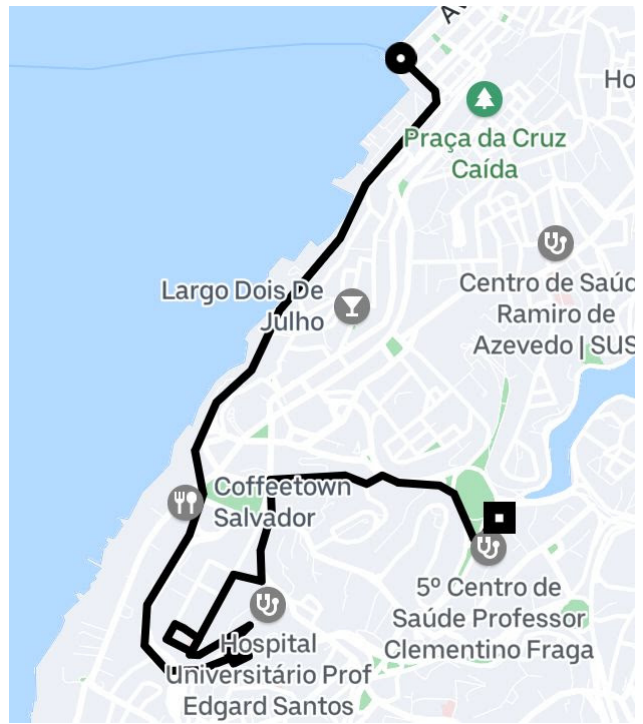 Praça da Cruz
Caída
Largo Dois De
Julho
Centro de
Ramiro de
Azevedo | SUS
Coffeetown
Salvador
5º Centro de
Saúde Professor
Clementino Fraga
Hospital
Universitário Prof
Edgard Santos